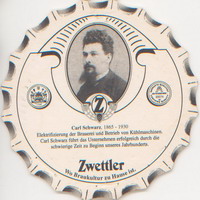 Z
Carl Schwarz, 1865 - 1930
Elektrifizierung der Brauerei und Betrieb von Kühlmaschinen.
Carl Schwarz führt das Unternehmen erfolgreich durch die
schwierige Zeit zu Beginn unseres Jahrhunderts.
Zwettler
Wo Braukultur zu Hause ist.